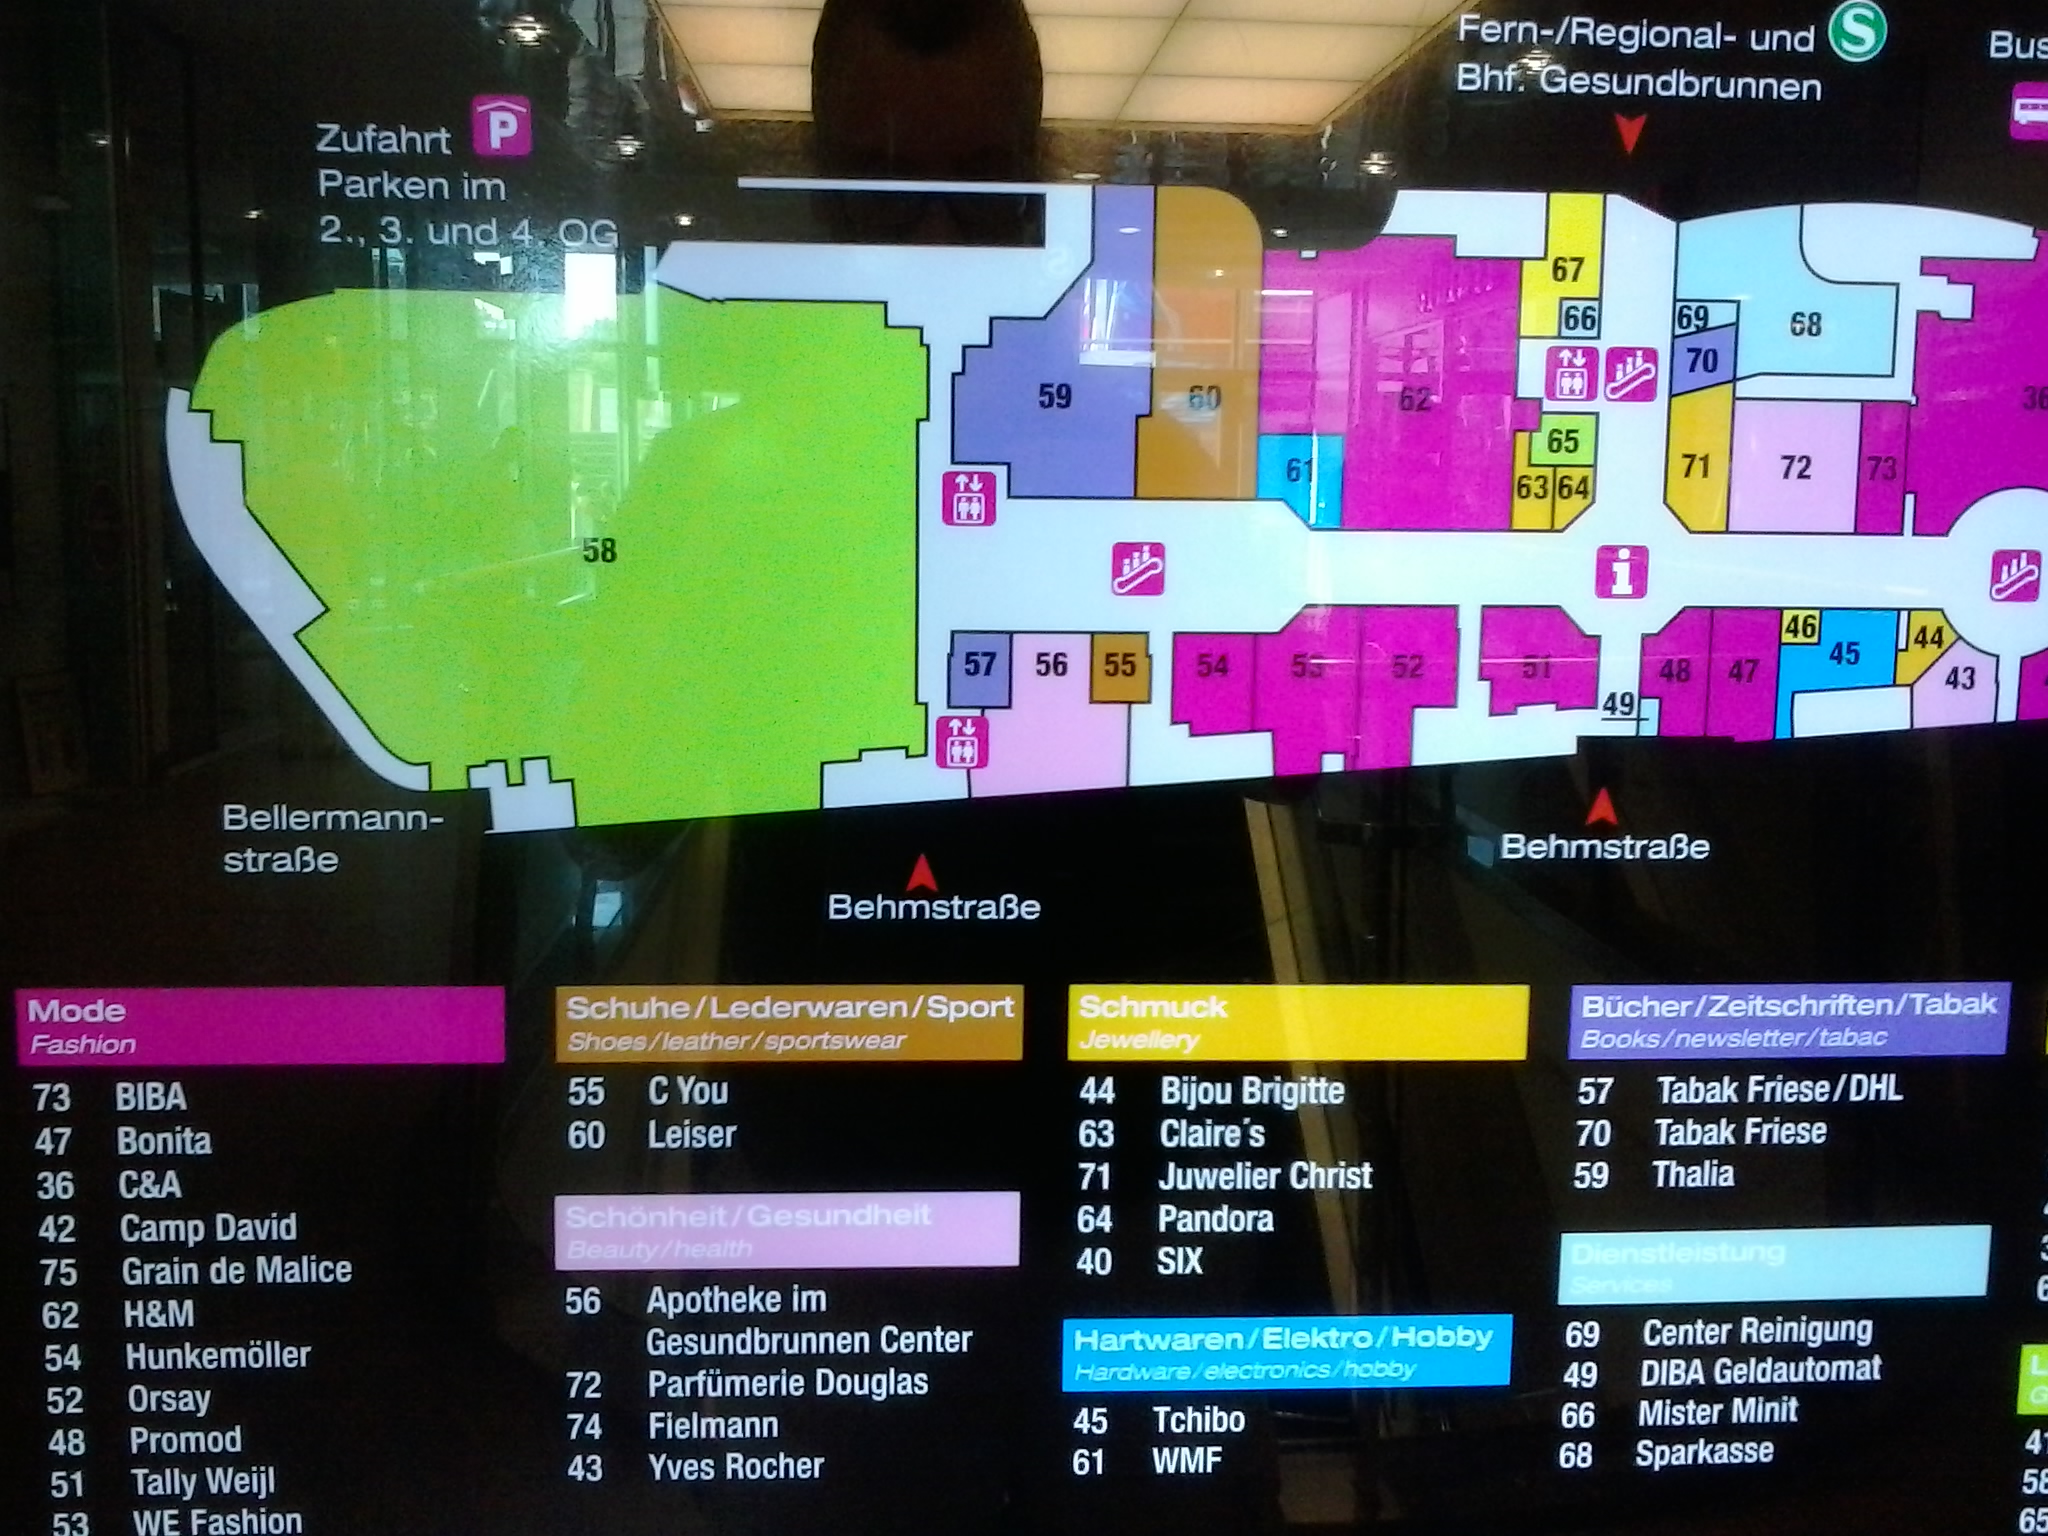 Fern-/Regional- und S
Bhf. Gesundbrunnen
Bus
Zufahrt P
Parken im
2., 3. und 4. OG
67
66
69
68
70
59
60
62
36
65
61
63
64
71
72
73
58
i
57
56
55
54
53
52
51
49
48
47
46
45
44
43
Bellermann-
straße
Behmstraße
Behmstraße
Mode
Fashion
73 BIBA
47 Bonita
36 C&A
42 Camp David
75 Grain de Malice
62 H&M
54 Hunkemöller
52 Orsay
48 Promod
51 Tally Weijl
53 WE Fashion
Schuhe/Lederwaren/Sport
Shoes/leather/sportswear
55 C You
60 Leiser
Schönheit/Gesundheit
Beauty/health
56 Apotheke im
Gesundbrunnen Center
72 Parfümerie Douglas
74 Fielmann
43 Yves Rocher
Schmuck
Jewellery
44 Bijou Brigitte
63 Claire´s
71 Juwelier Christ
64 Pandora
40 SIX
Hartwaren/Elektro/Hobby
Hardware/electronics/hobby
45 Tchibo
61 WMF
Bücher/Zeitschriften/Tabak
Books/newsletter/tabac
57 Tabak Friese/DHL
70 Tabak Friese
59 Thalia
Dienstleistung
Services
69 Center Reinigung
49 DIBA Geldautomat
66 Mister Minit
68 Sparkasse
41
58
65